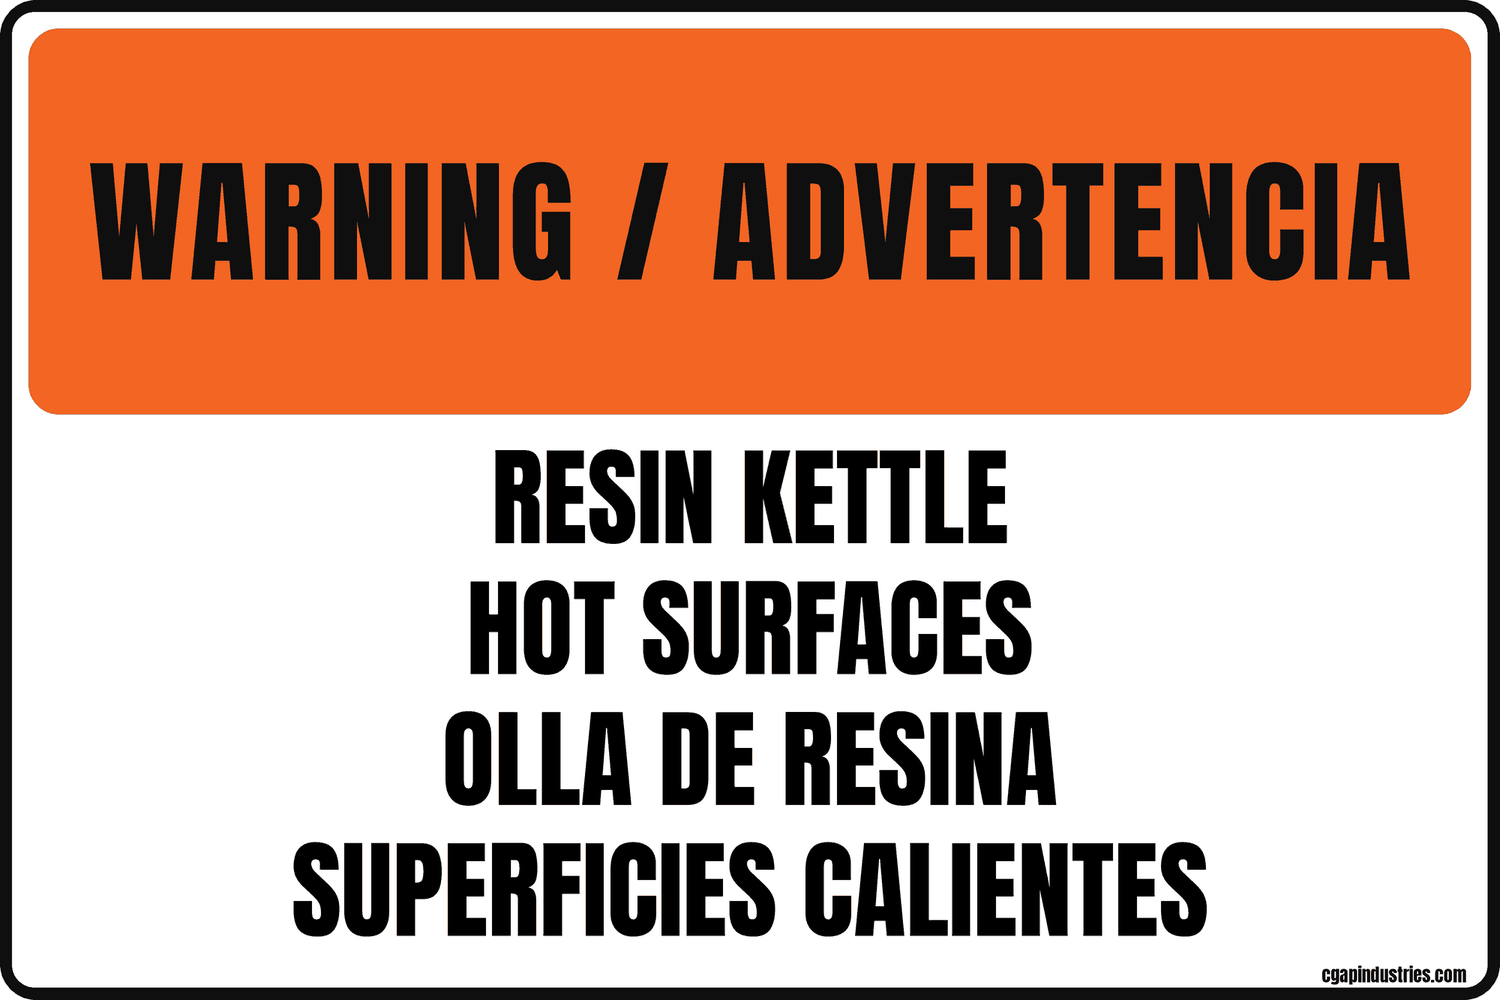 WARNING / ADVERTENCIA
RESIN KETTLE
HOT SURFACES
OLLA DE RESINA
SUPERFICIES CALIENTES
cgapindustries.com